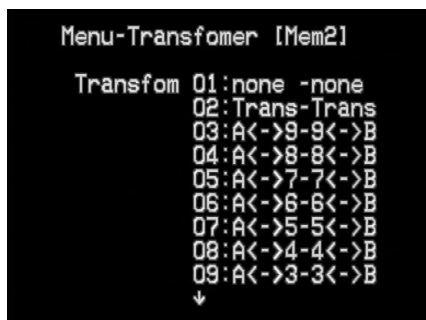 Menu-Transfomer [Mem2]
Transfom 01:none -none
02:Trans-Trans
03:A<->9-9<->B
04:A<->8-8<->B
05:A<->7-7<->B
06:A<->6-6<->B
07:A<->5-5<->B
08:A<->4-4<->B
09:A<->3-3<->B
↓